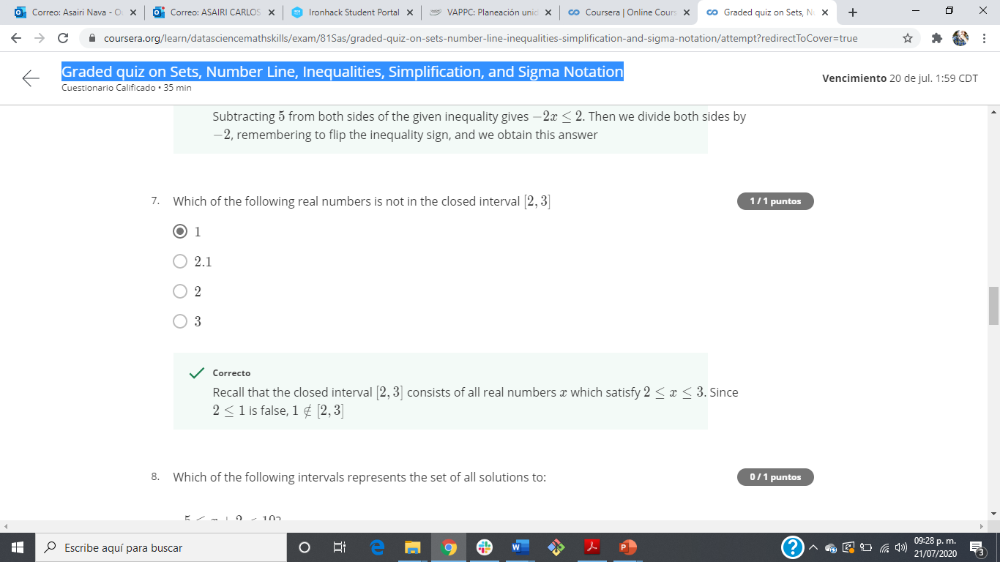 Correo: Asairi Nava - O
Correo: ASAIRI CARLOS
Ironhack Student Portal
VAPPC: Planeación unid
Coursera | Online Cours
Graded quiz on Sets, N
coursera.org/learn/datasciencemathskills/exam/81Sas/graded-quiz-on-sets-number-line-inequalities-simplification-and-sigma-notation/attempt?redirectToCover=true
Graded quiz on Sets, Number Line, Inequalities, Simplification, and Sigma Notation
Cuestionario Calificado • 35 min
Vencimiento 20 de jul. 1:59 CDT
Subtracting 5 from both sides of the given inequality gives −2x ≤ 2. Then we divide both sides by
−2, remembering to flip the inequality sign, and we obtain this answer
7. Which of the following real numbers is not in the closed interval [2, 3]
1 / 1 puntos
1
2.1
2
3
Correcto
Recall that the closed interval [2, 3] consists of all real numbers x which satisfy 2 ≤ x ≤ 3. Since
2 ≤ 1 is false, 1 ∉ [2, 3]
8. Which of the following intervals represents the set of all solutions to:
0 / 1 puntos
Escribe aquí para buscar
09:28 p. m.
21/07/2020
3